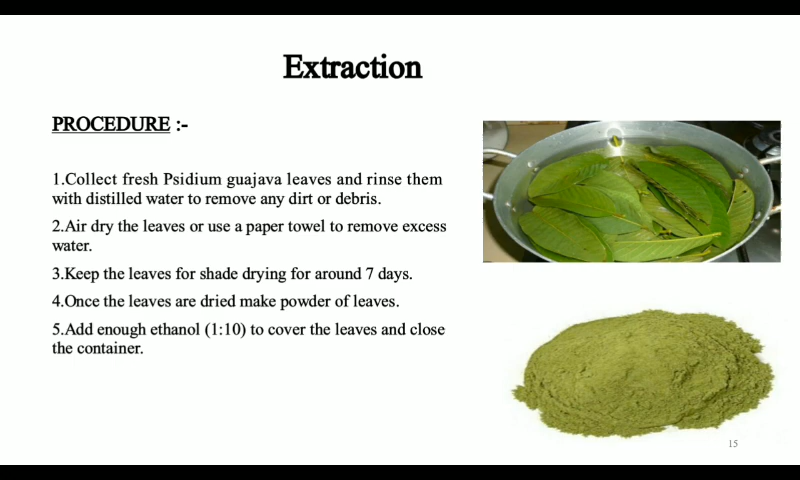 Extraction
PROCEDURE :-
1.Collect fresh Psidium guajava leaves and rinse them
with distilled water to remove any dirt or debris.
2.Air dry the leaves or use a paper towel to remove excess
water.
3.Keep the leaves for shade drying for around 7 days.
4.Once the leaves are dried make powder of leaves.
5.Add enough ethanol (1:10) to cover the leaves and close
the container.
15